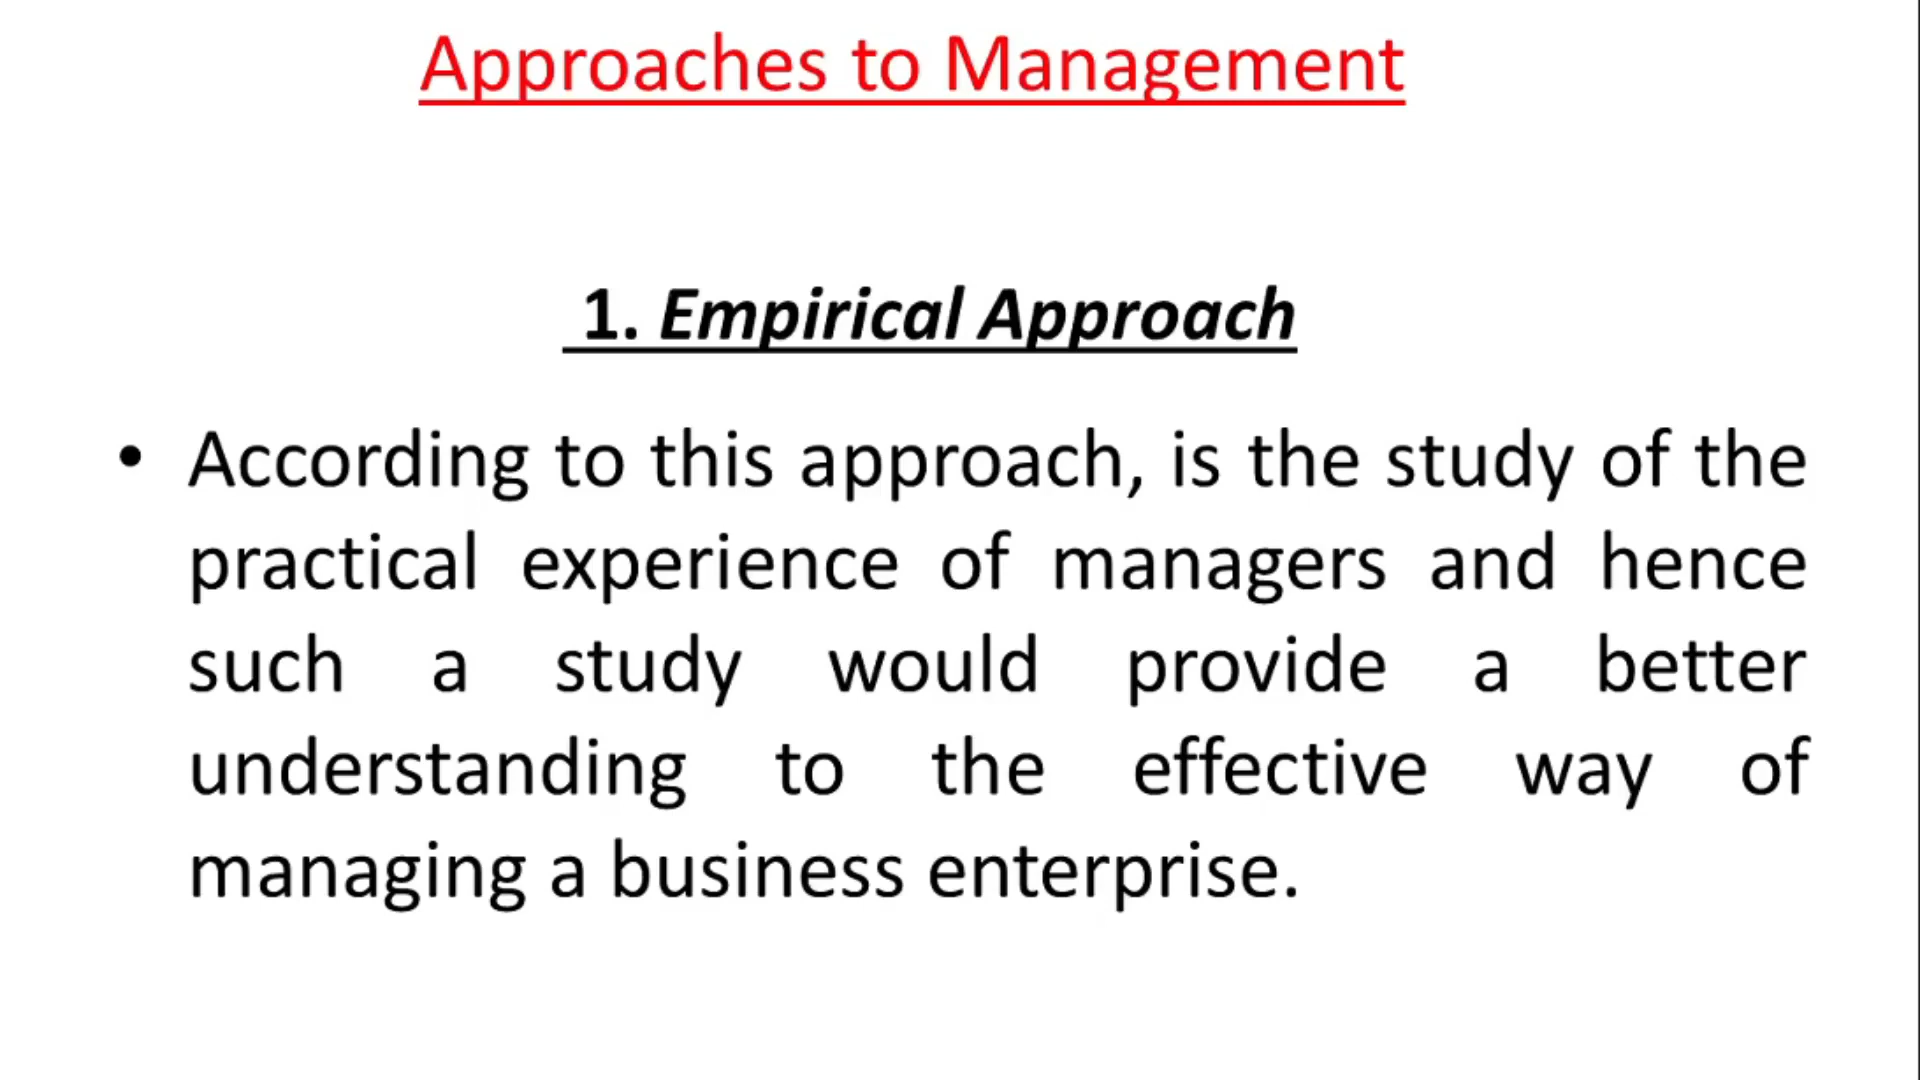 Approaches to Management
1. Empirical Approach
• According to this approach, is the study of the
practical experience of managers and hence
such a study would provide a better
understanding to the effective way of
managing a business enterprise.